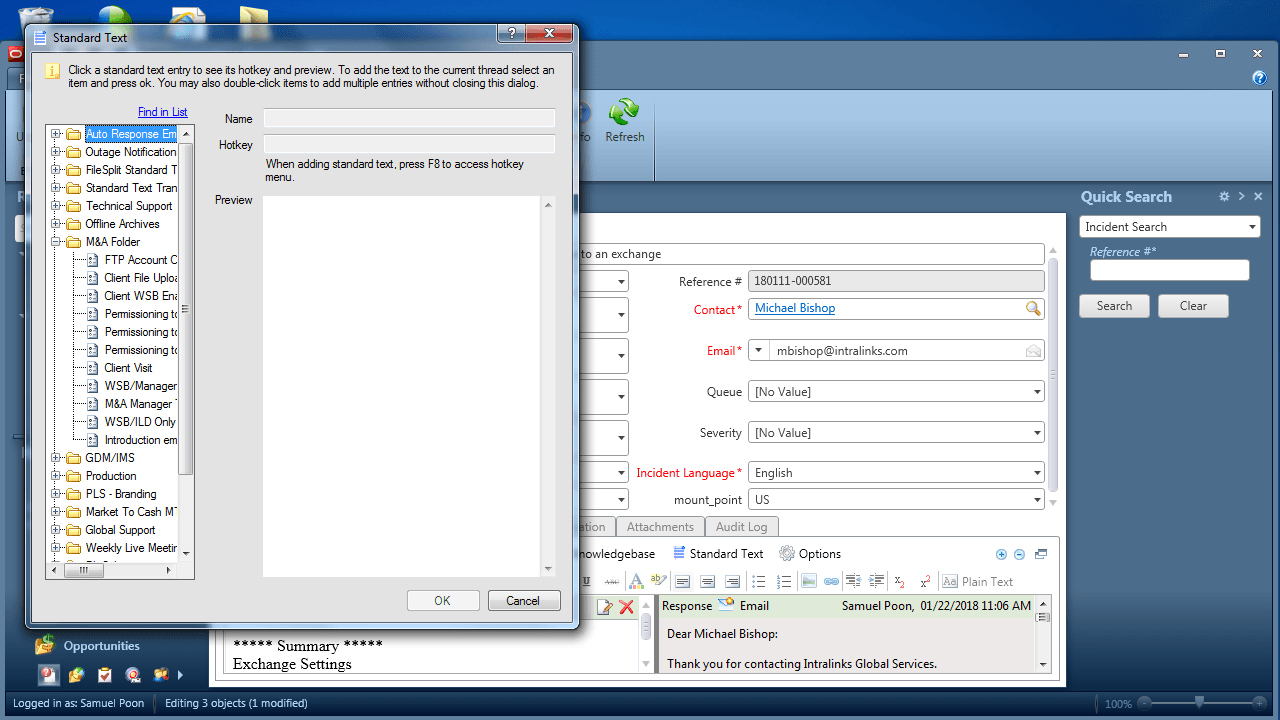 Standard Text
?
Click a standard text entry to see its hotkey and preview. To add the text to the current thread select an
item and press ok. You may also double-click items to add multiple entries without closing this dialog.
Find in List
Name
Hotkey
When adding standard text, press F8 to access hotkey
menu.
Preview
Auto Response Em
Outage Notification
FileSplit Standard T
Standard Text Tran
Technical Support
Offline Archives
M&A Folder
FTP Account C
Client File Uploa
Client WSB Ena
Permissioning to
Permissioning to
Permissioning to
Client Visit
WSB/Manager
M&A Manager T
WSB/ILD Only
Introduction em
GDM/IMS
Production
PLS - Branding
Market To Cash MT
Global Support
Weekly Live Meetin
OK
Cancel
fo
Refresh
to an exchange
Reference #
180111-000581
Contact *
Michael Bishop
Email *
mbishop@intralinks.com
Queue
[No Value]
Severity
[No Value]
Incident Language *
English
mount_point
US
ation
Attachments
Audit Log
nowledgebase
Standard Text
Options
Plain Text
Response
Email
Samuel Poon, 01/22/2018 11:06 AM
***** Summary *****
Exchange Settings
Dear Michael Bishop:
Thank you for contacting Intralinks Global Services.
Quick Search
Incident Search
Reference #*
Search
Clear
Opportunities
Logged in as: Samuel Poon
Editing 3 objects (1 modified)
100%